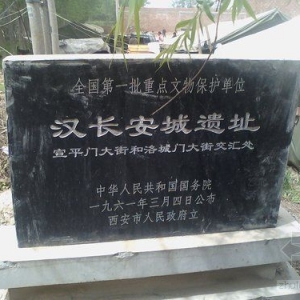 全国第一批重点文物保护单位
汉长安城遗址
宣平门大街和洛城门大街交汇处
中华人民共和国国务院
一九六一年三月四日公布
西安市人民政府立